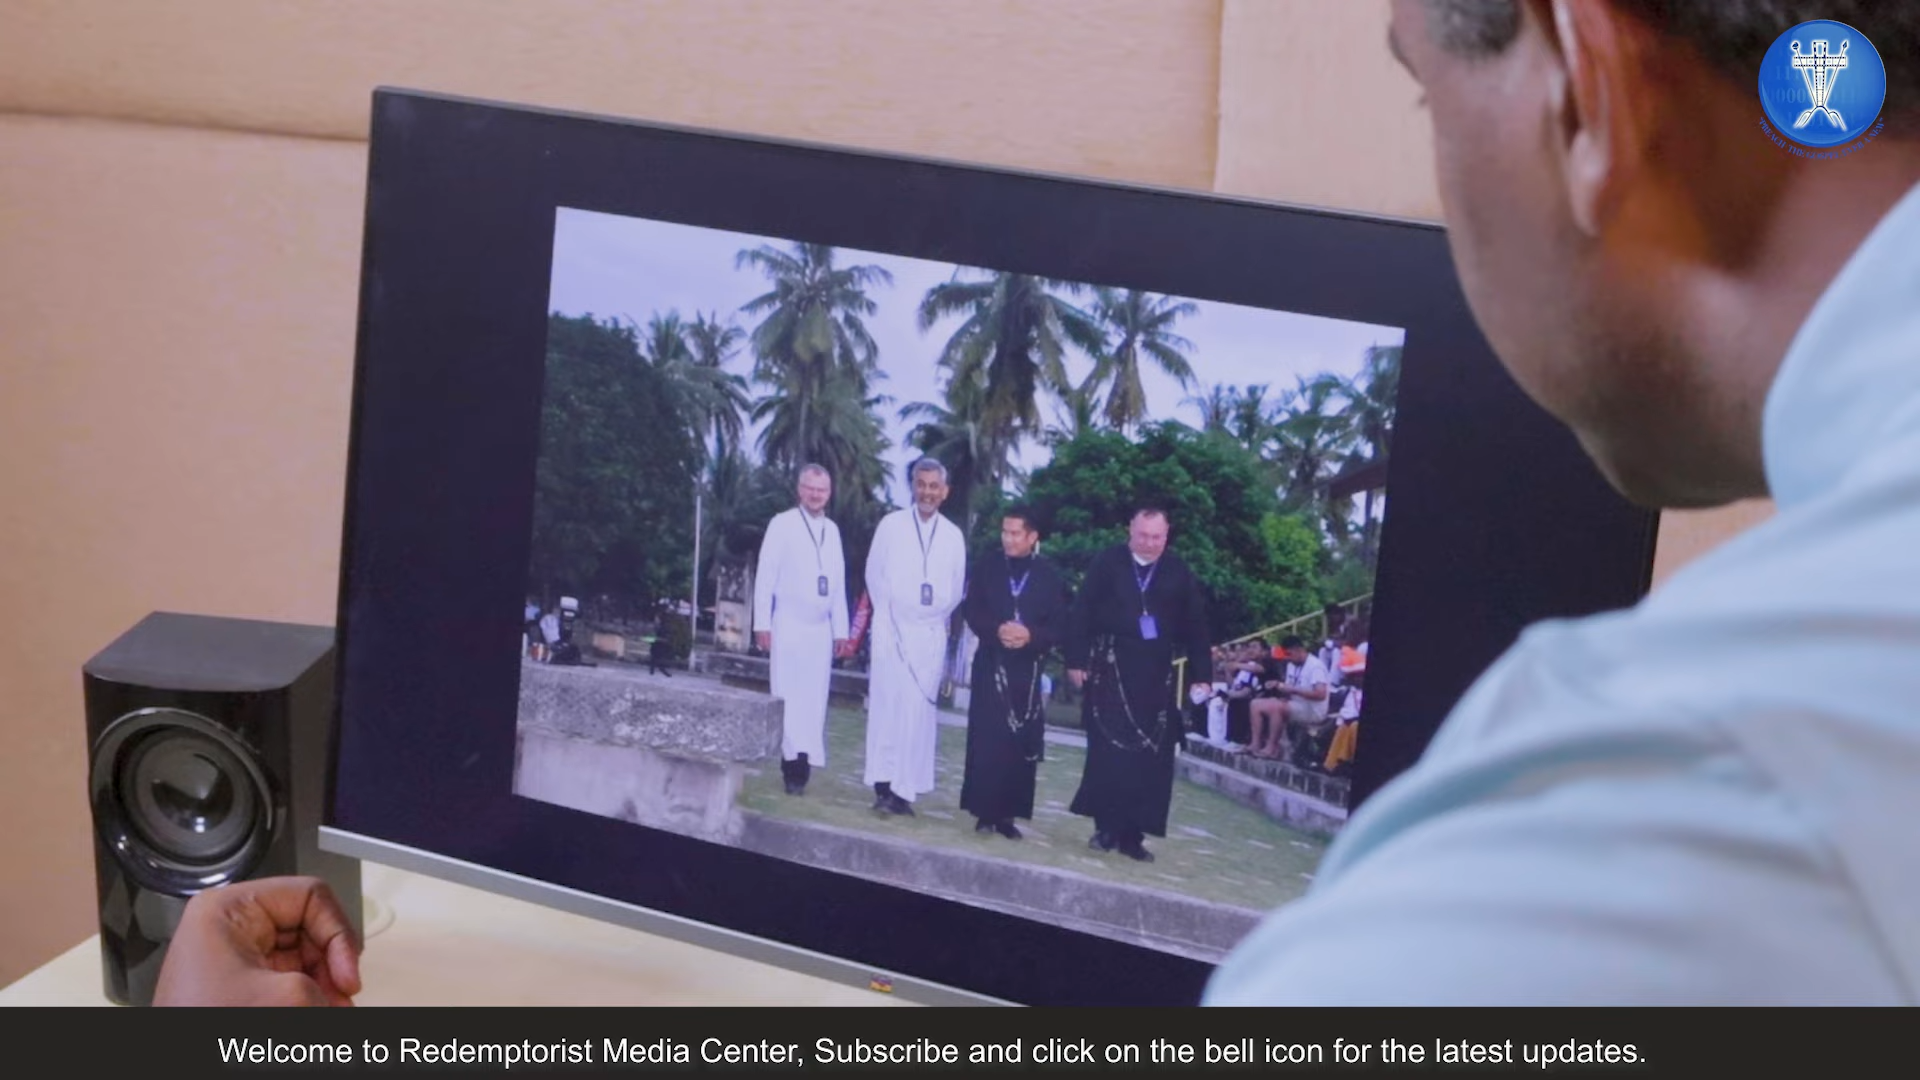 Welcome to Redemptorist Media Center, Subscribe and click on the bell icon for the latest updates.